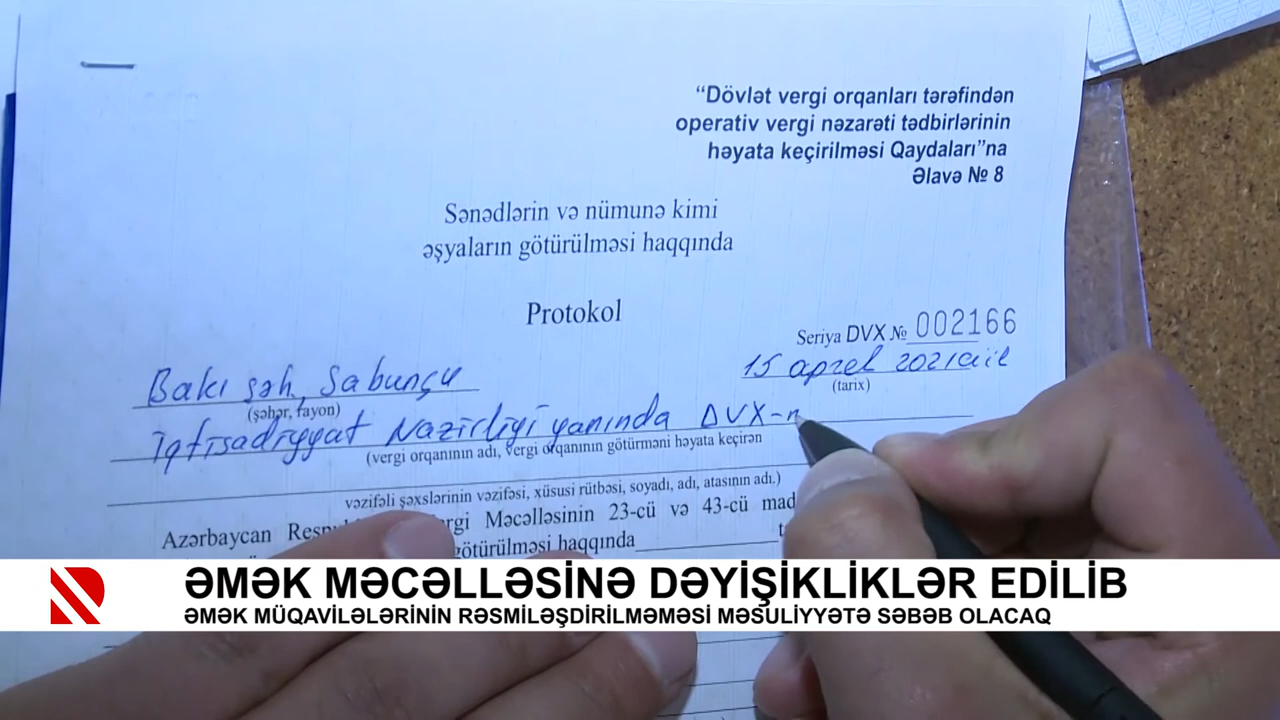 “Dövlət vergi orqanları tərəfindən
operativ vergi nəzarəti tədbirlərinin
həyata keçirilməsi Qaydaları”na
Əlavə № 8
Sənədlərin və nümunə kimi
əşyaların götürülməsi haqqında
Protokol
Seriya DVX № 002166
Bakı şəh, Sabunçu
15 aprel 2021
(şəhər, rayon)
(tarix)
İqtisadiyyat Nazirliyi yanında DVX-n
(vergi orqanının adı, vergi orqanının götürməni həyata keçirən
vəzifəli şəxslərinin vəzifəsi, xüsusi rütbəsi, soyadı, adı, atasının adı.)
Azərbaycan Məcəlləsinin 23-cü və 43-cü
götürülməsi haqqında
ƏMƏK MƏCƏLLƏSİNƏ DƏYİŞİKLİKLƏR EDİLİB
ƏMƏK MÜQAVİLƏLƏRİNİN RƏSMİLƏŞDİRİLMƏMƏSİ MƏSULİYYƏTƏ SƏBƏB OLACAQ